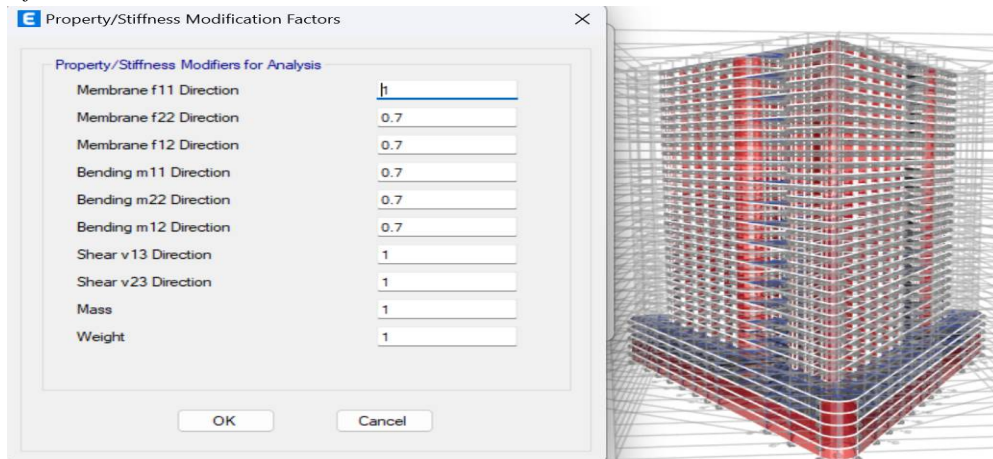 E Property/Stiffness Modification Factors
Property/Stiffness Modifiers for Analysis
Membrane f11 Direction 1
Membrane f22 Direction 0.7
Membrane f12 Direction 0.7
Bending m11 Direction 0.7
Bending m22 Direction 0.7
Bending m12 Direction 0.7
Shear v13 Direction 1
Shear v23 Direction 1
Mass 1
Weight 1
OK Cancel